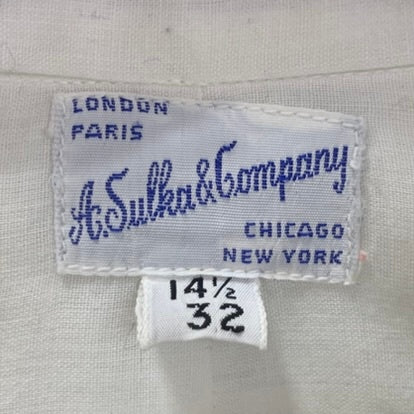 LONDON
PARIS
A. Sulka & Company
CHICAGO
NEW YORK
14½
32